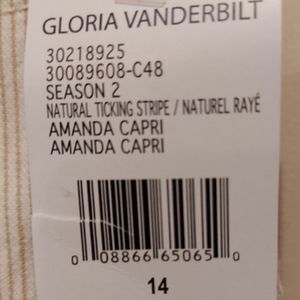 GLORIA VANDERBILT
30218925
30089608-C48
SEASON 2
NATURAL TICKING STRIPE / NATUREL RAYÉ
AMANDA CAPRI
AMANDA CAPRI
0 08866 65065 0
14